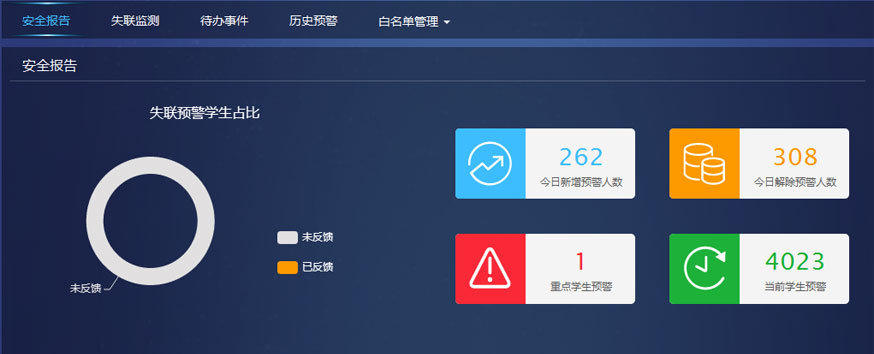 安全报告 失联监测 待办事件 历史预警 白名单管理
安全报告
失联预警学生占比
262
今日新增预警人数
308
今日解除预警人数
未反馈
已反馈
未反馈
1
重点学生预警
4023
当前学生预警